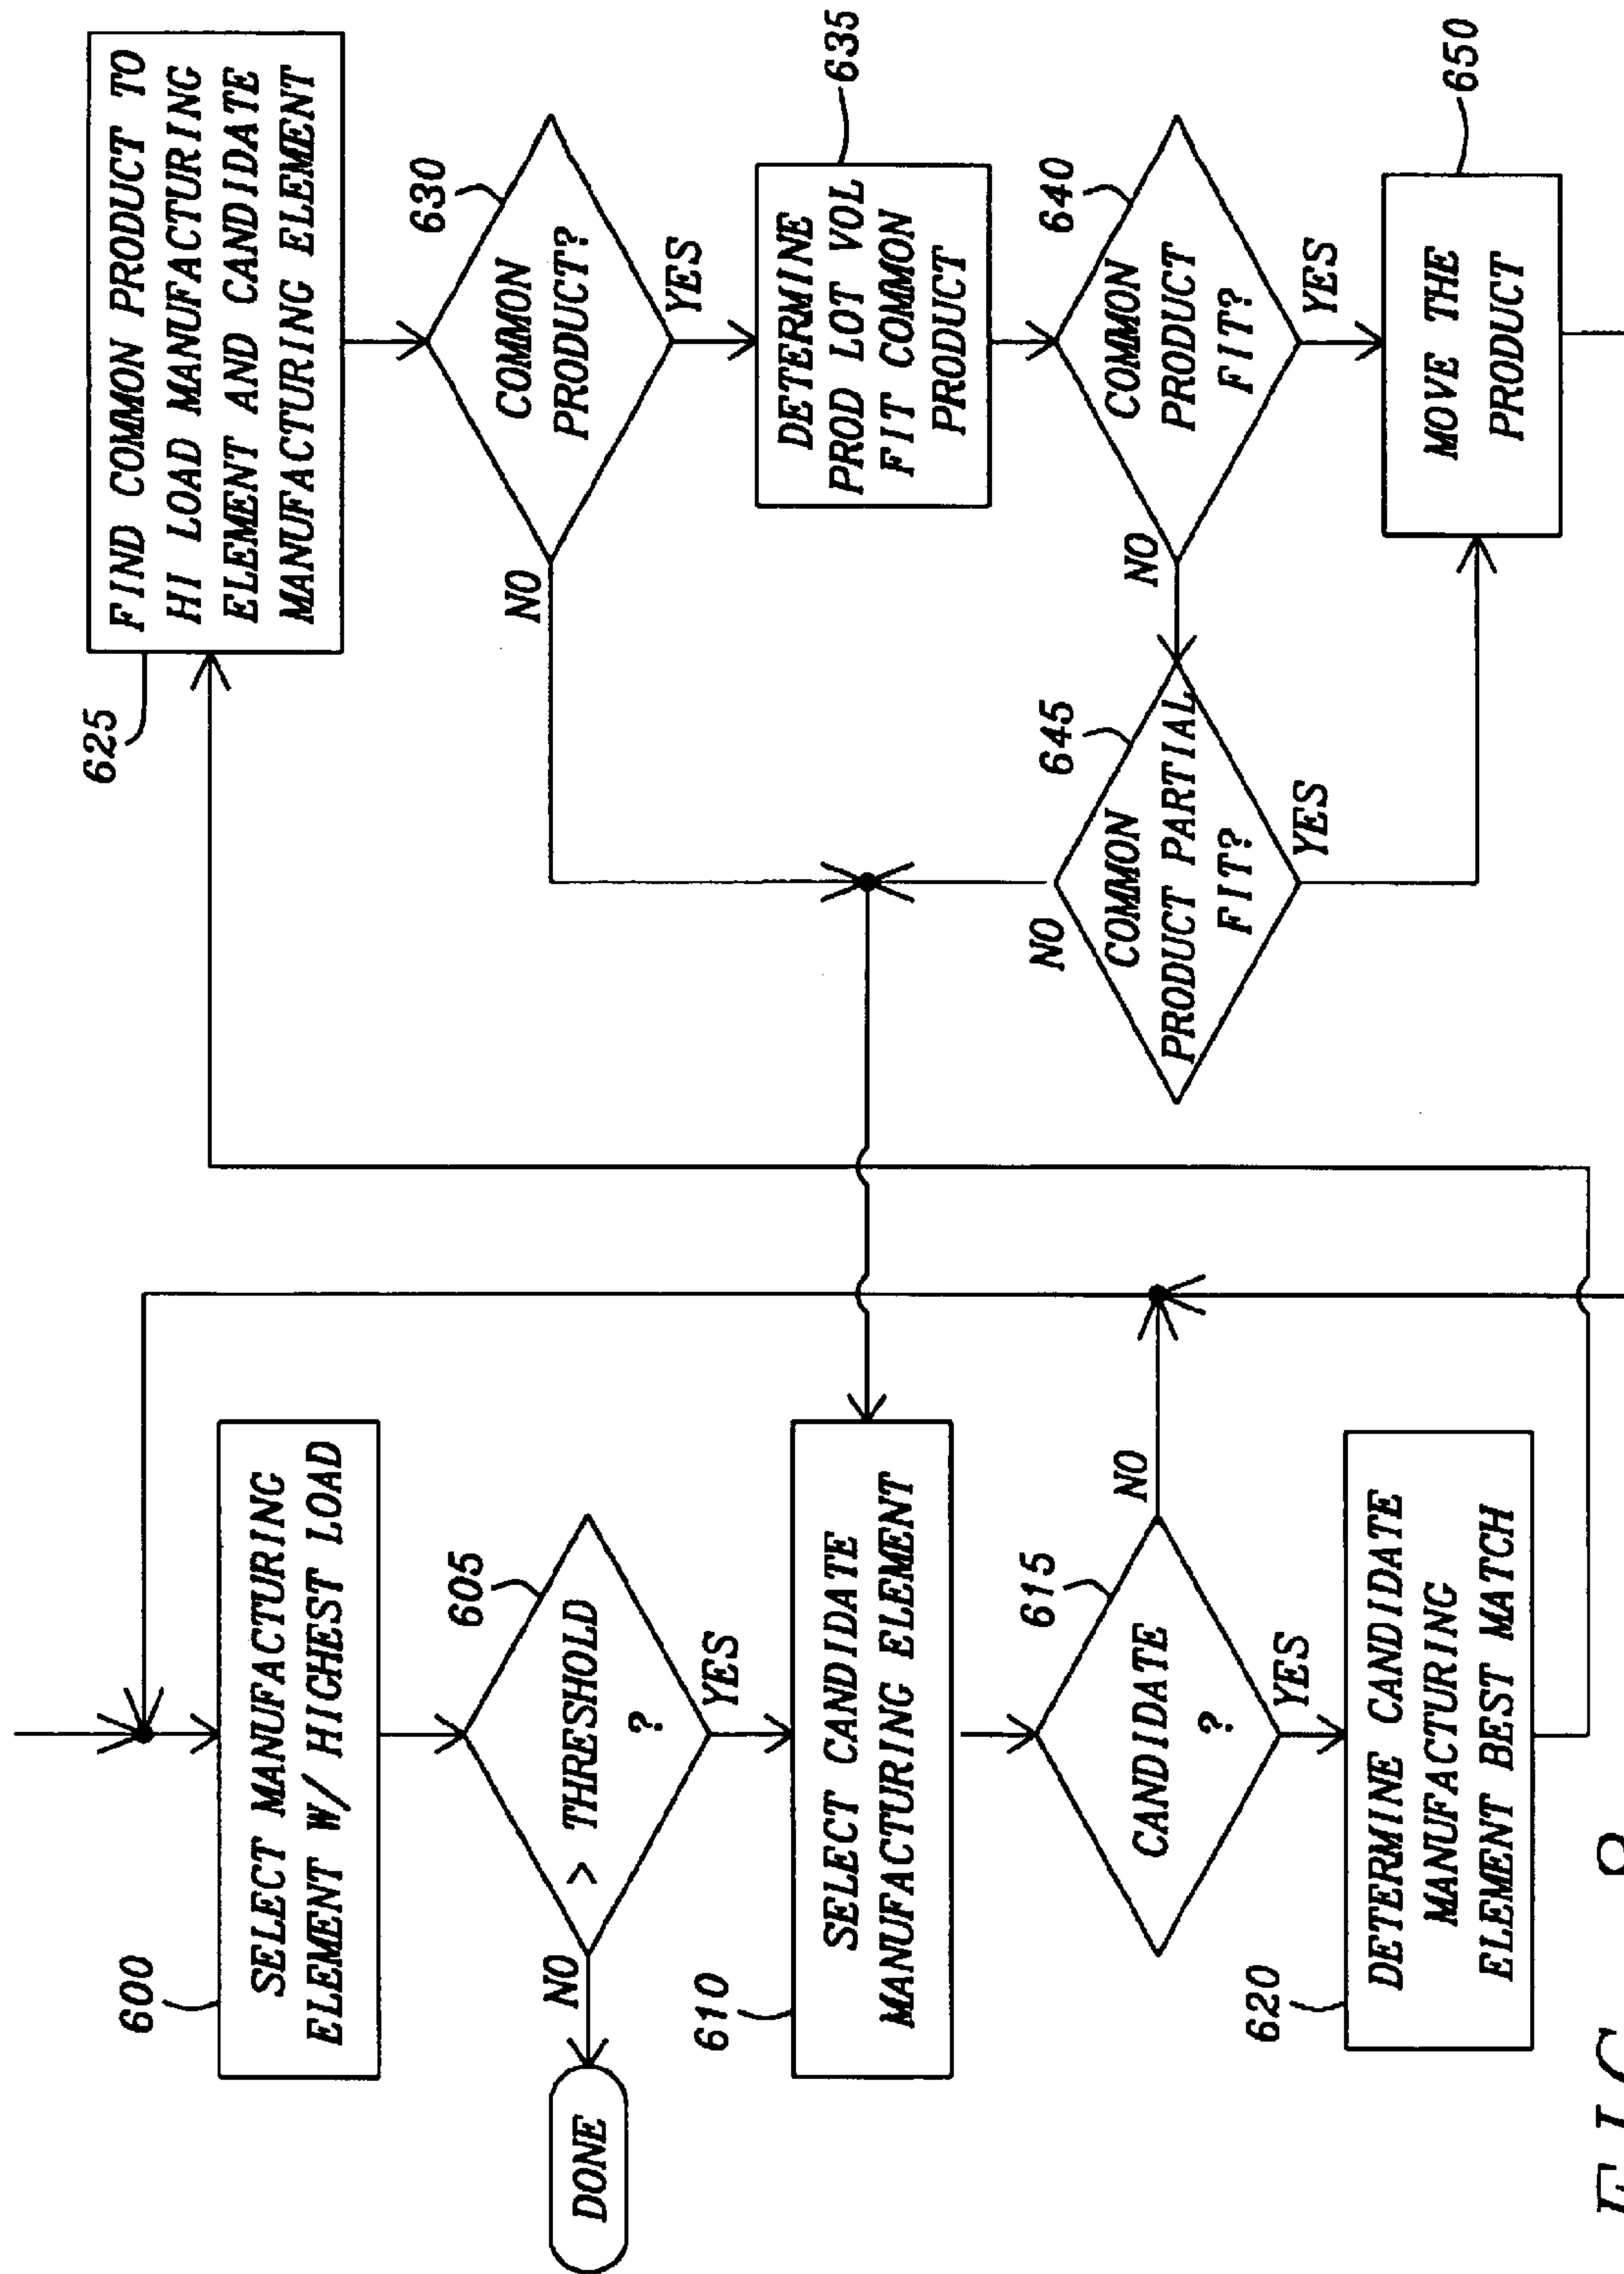 600
SELECT MANUFACTURING
ELEMENT W/ HIGHEST LOAD
605
> THRESHOLD
?
NO
YES
DONE
610
SELECT CANDIDATE
MANUFACTURING ELEMENT
615
CANDIDATE
?
NO
YES
620
DETERMINE CANDIDATE
MANUFACTURING
ELEMENT BEST MATCH
625
FIND COMMON PRODUCT TO
HI LOAD MANUFACTURING
ELEMENT AND CANDIDATE
MANUFACTURING ELEMENT
630
COMMON
PRODUCT?
NO
YES
635
DETERMINE
PROD LOT VOL
FIT COMMON
PRODUCT
640
COMMON
PRODUCT
FIT?
NO
YES
645
COMMON
PRODUCT PARTIAL
FIT?
NO
YES
650
MOVE THE
PRODUCT